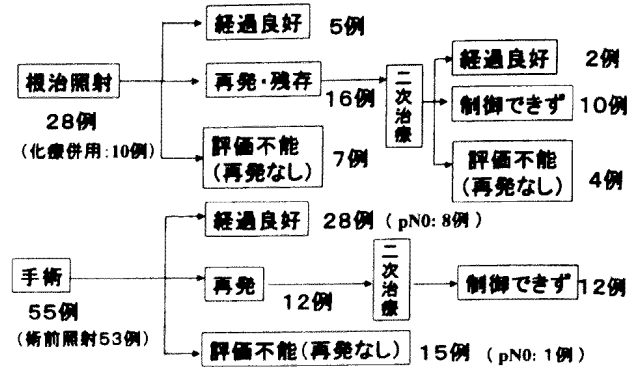 経過良好 5例
根治照射
28例
(化療併用:10例)
再発・残存 16例
二次治療
経過良好 2例
制御できず 10例
評価不能
(再発なし) 4例
評価不能
(再発なし) 7例
手術
55例
(術前照射53例)
経過良好 28例 ( pN0: 8例 )
再発 12例
二次治療
制御できず 12例
評価不能(再発なし) 15例 ( pN0: 1例 )